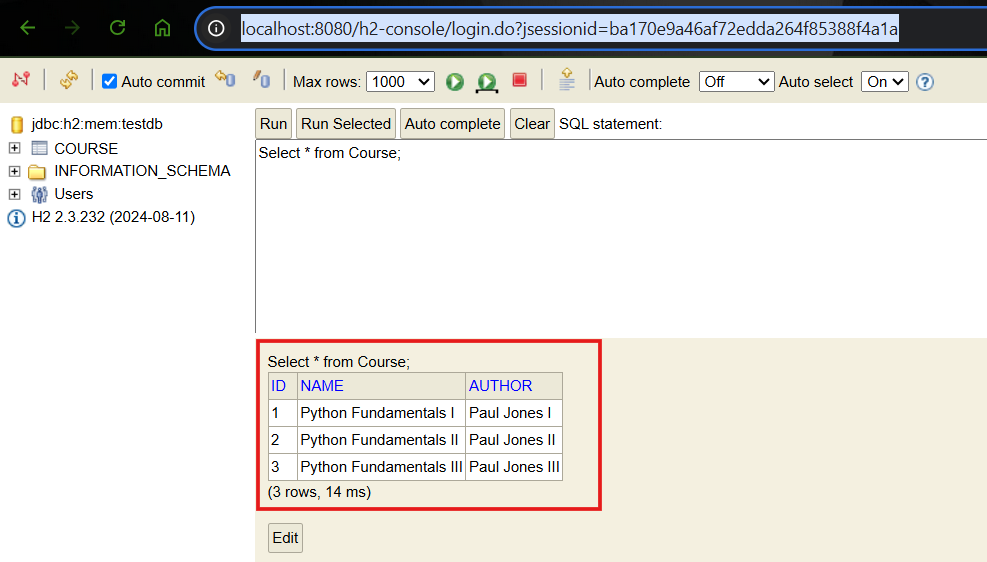 localhost:8080/h2-console/login.do?jsessionid=ba170e9a46af72edda264f85388f4a1a
Auto commit Max rows: 1000 Auto complete Off Auto select On ?
jdbc:h2:mem:testdb
COURSE
INFORMATION_SCHEMA
Users
H2 2.3.232 (2024-08-11)
Run Run Selected Auto complete Clear SQL statement:
Select * from Course;
Select * from Course;
ID NAME AUTHOR
1 Python Fundamentals I Paul Jones I
2 Python Fundamentals II Paul Jones II
3 Python Fundamentals III Paul Jones III
(3 rows, 14 ms)
Edit